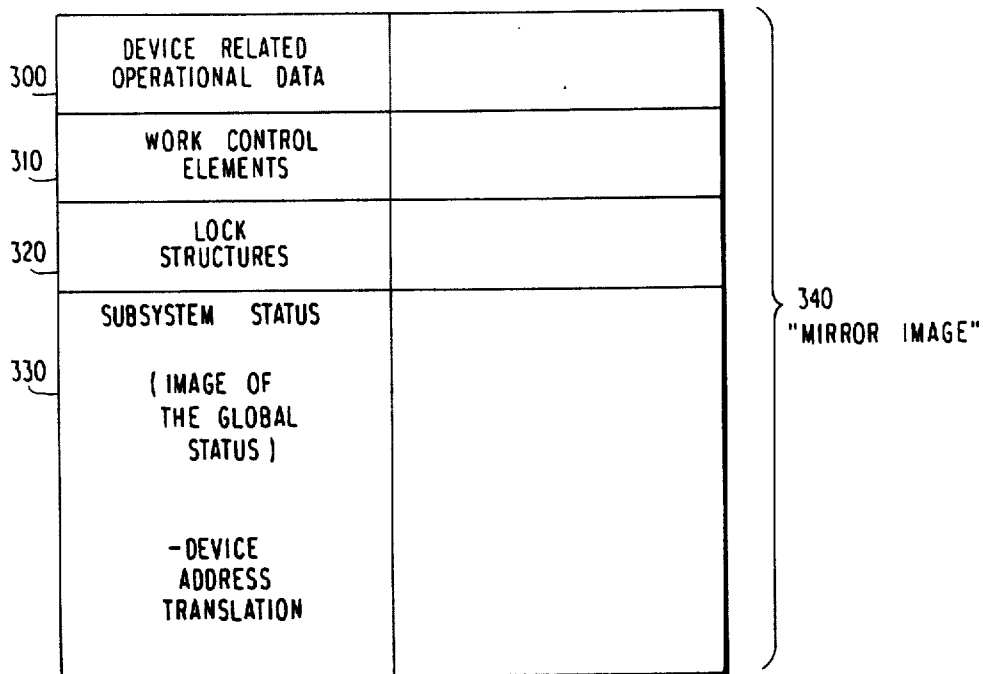 DEVICE RELATED
300 OPERATIONAL DATA
WORK CONTROL
310 ELEMENTS
LOCK
320 STRUCTURES
SUBSYSTEM STATUS
340
"MIRROR IMAGE"
330 (IMAGE OF
THE GLOBAL
STATUS)
-DEVICE
ADDRESS
TRANSLATION